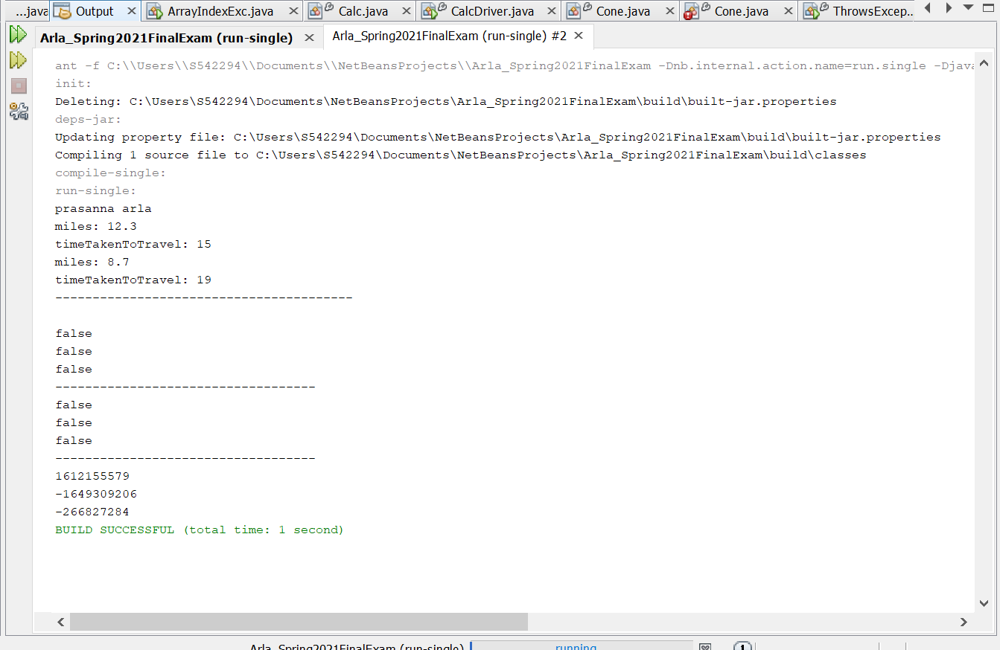 ...java Output ArrayIndexExc.java Calc.java CalcDriver.java Cone.java Cone.java ThrowsExcep...
Arla_Spring2021FinalExam (run-single) Arla_Spring2021FinalExam (run-single) #2
ant -f C:\\Users\\S542294\\Documents\\NetBeansProjects\\Arla_Spring2021FinalExam -Dnb.internal.action.name=run.single -Djava
init:
Deleting: C:\Users\S542294\Documents\NetBeansProjects\Arla_Spring2021FinalExam\build\built-jar.properties
deps-jar:
Updating property file: C:\Users\S542294\Documents\NetBeansProjects\Arla_Spring2021FinalExam\build\built-jar.properties
Compiling 1 source file to C:\Users\S542294\Documents\NetBeansProjects\Arla_Spring2021FinalExam\build\classes
compile-single:
run-single:
prasanna arla
miles: 12.3
timeTakenToTravel: 15
miles: 8.7
timeTakenToTravel: 19
----------------------------------------
false
false
false
-----------------------------------
false
false
false
-----------------------------------
1612155579
-1649309206
-266827284
BUILD SUCCESSFUL (total time: 1 second)
Arla_Spring2021FinalExam (run-single) running 1